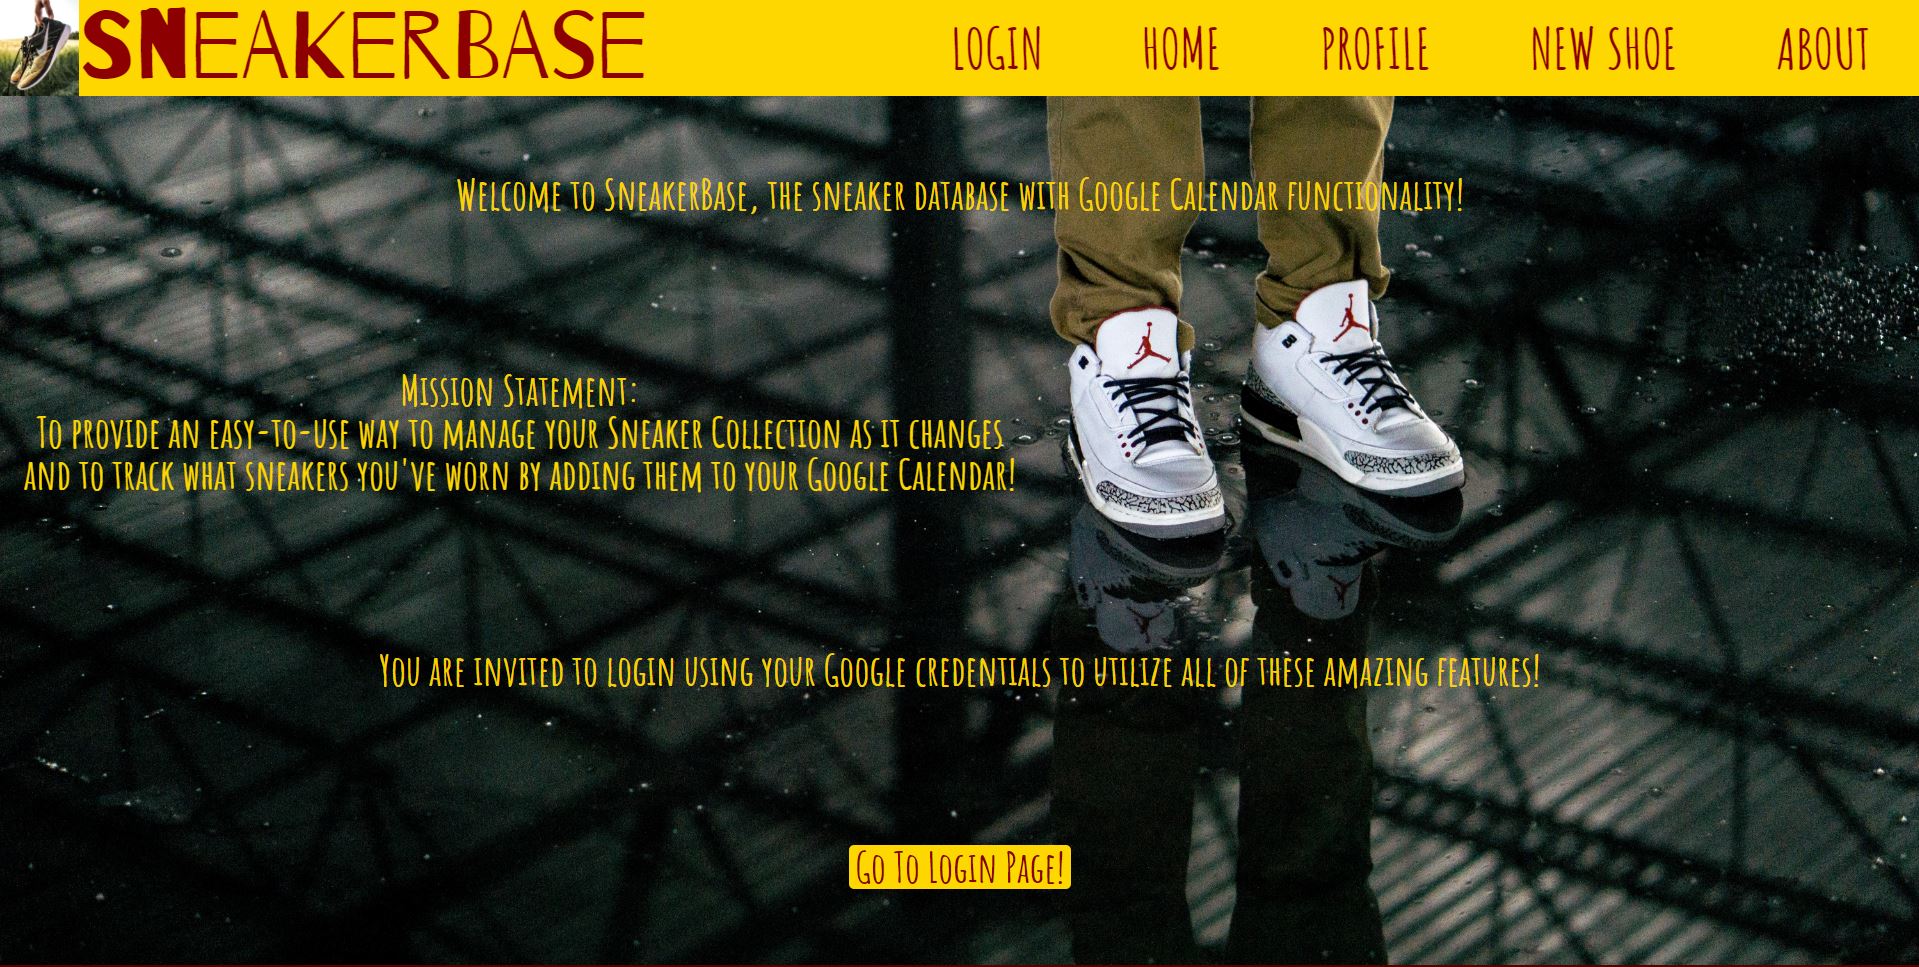 SNEAKERBASE LOGIN HOME PROFILE NEW SHOE ABOUT
Welcome to SneakerBase, the sneaker database with Google Calendar functionality!
Mission Statement:
To provide an easy-to-use way to manage your Sneaker Collection as it changes
and to track what sneakers you've worn by adding them to your Google Calendar!
You are invited to login using your Google credentials to utilize all of these amazing features!
Go To Login Page!